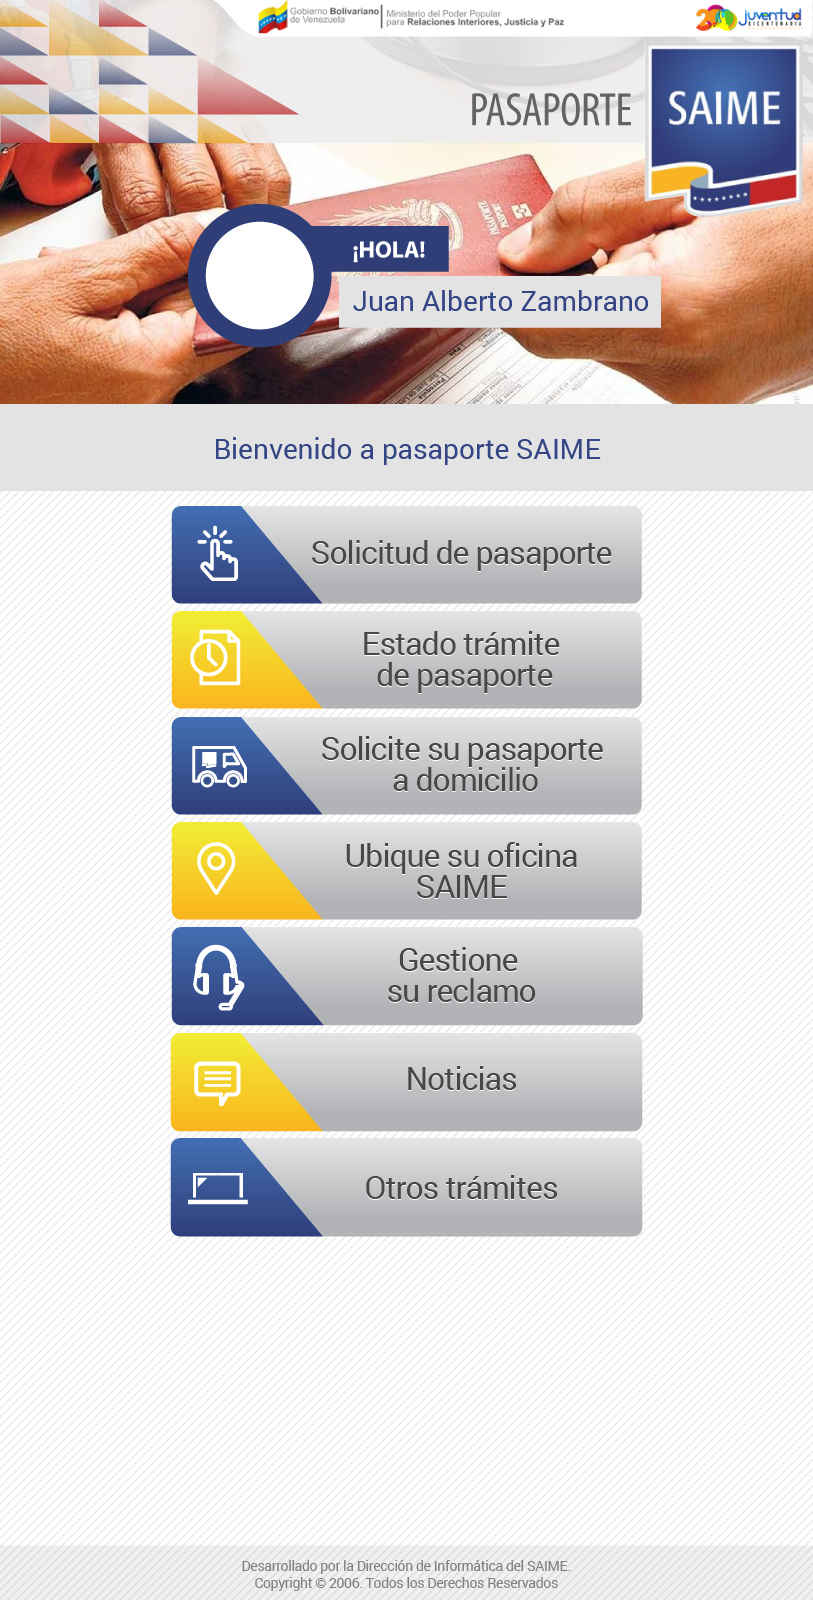 Gobierno Bolivariano
de Venezuela
Ministerio del Poder Popular
para Relaciones Interiores, Justicia y Paz
200 juventud
BICENTENARIA
PASAPORTE
SAIME
PASAPORTE
¡HOLA!
Juan Alberto Zambrano
Bienvenido a pasaporte SAIME
Solicitud de pasaporte
Estado trámite
de pasaporte
Solicite su pasaporte
a domicilio
Ubique su oficina
SAIME
Gestione
su reclamo
Noticias
Otros trámites
Desarrollado por la Dirección de Informática del SAIME.
Copyright © 2006. Todos los Derechos Reservados